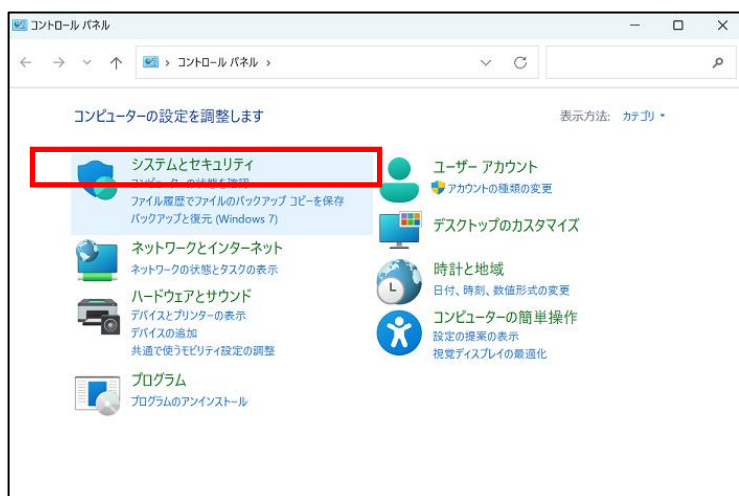 コントロール パネル
コントロール パネル
コンピューターの設定を調整します
表示方法: カテゴリ
システムとセキュリティ
コンピューターの状態を確認
ファイル履歴でファイルのバックアップ コピーを保存
バックアップと復元 (Windows 7)
ネットワークとインターネット
ネットワークの状態とタスクの表示
ハードウェアとサウンド
デバイスとプリンターの表示
デバイスの追加
共通で使うモビリティ設定の調整
プログラム
プログラムのアンインストール
ユーザー アカウント
アカウントの種類の変更
デスクトップのカスタマイズ
時計と地域
日付、時刻、数値形式の変更
コンピューターの簡単操作
設定の提案の表示
視覚ディスプレイの最適化